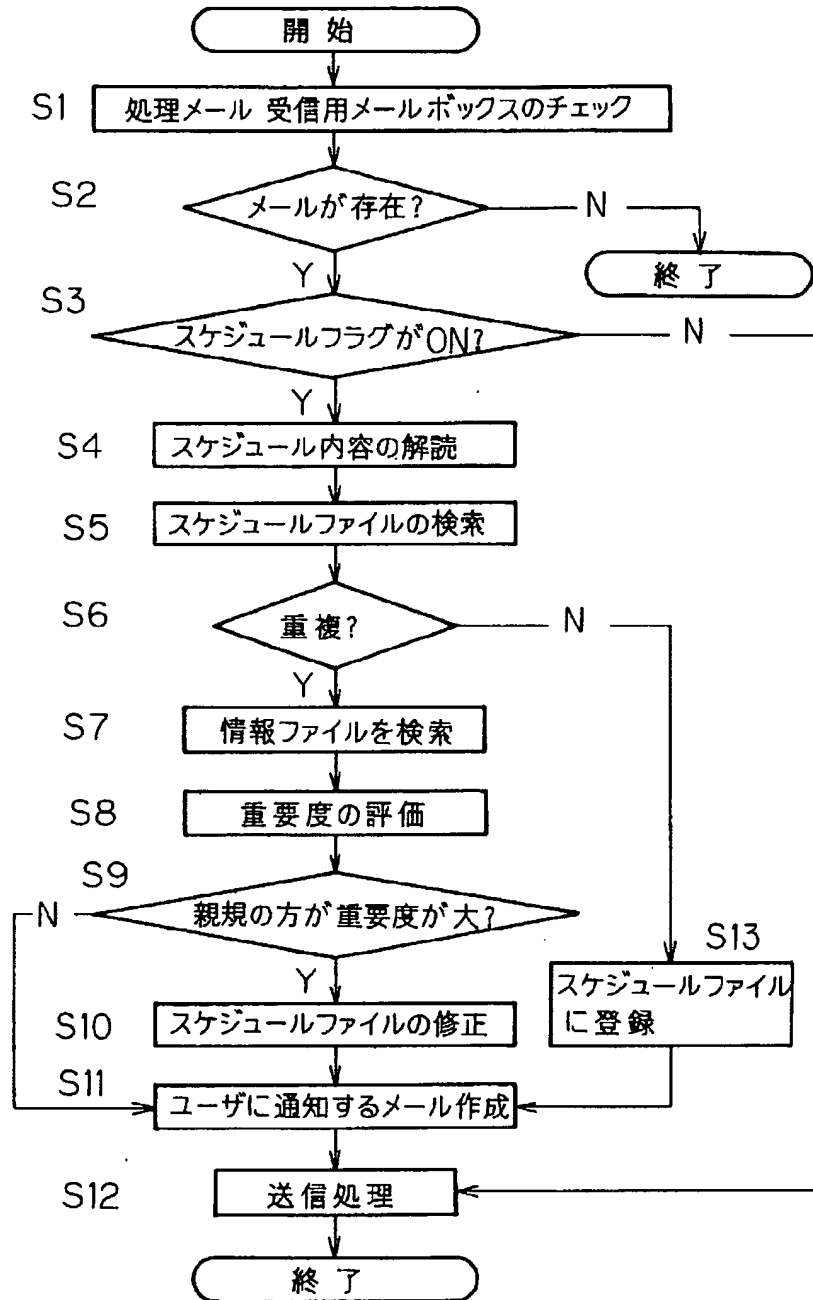 開始
S1
処理メール 受信用メールボックスのチェック
S2
メールが存在?
N
終了
Y
S3
スケジュールフラグがON?
N
Y
S4
スケジュール内容の解読
S5
スケジュールファイルの検索
S6
重複?
N
Y
S7
情報ファイルを検索
S8
重要度の評価
S9
親規の方が重要度が大?
N
Y
S13
スケジュールファイル
に登録
S10
スケジュールファイルの修正
S11
ユーザに通知するメール作成
S12
送信処理
終了